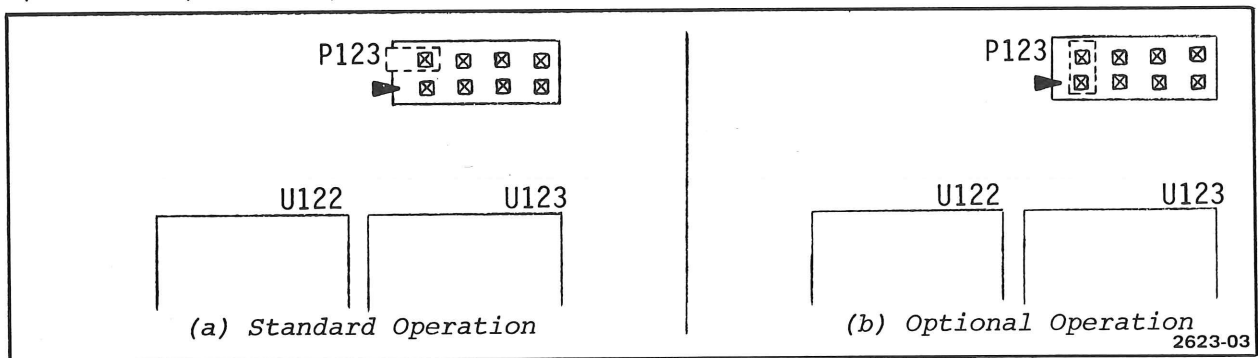 P123
U122 U123
(a) Standard Operation
P123
U122 U123
(b) Optional Operation
2623-03